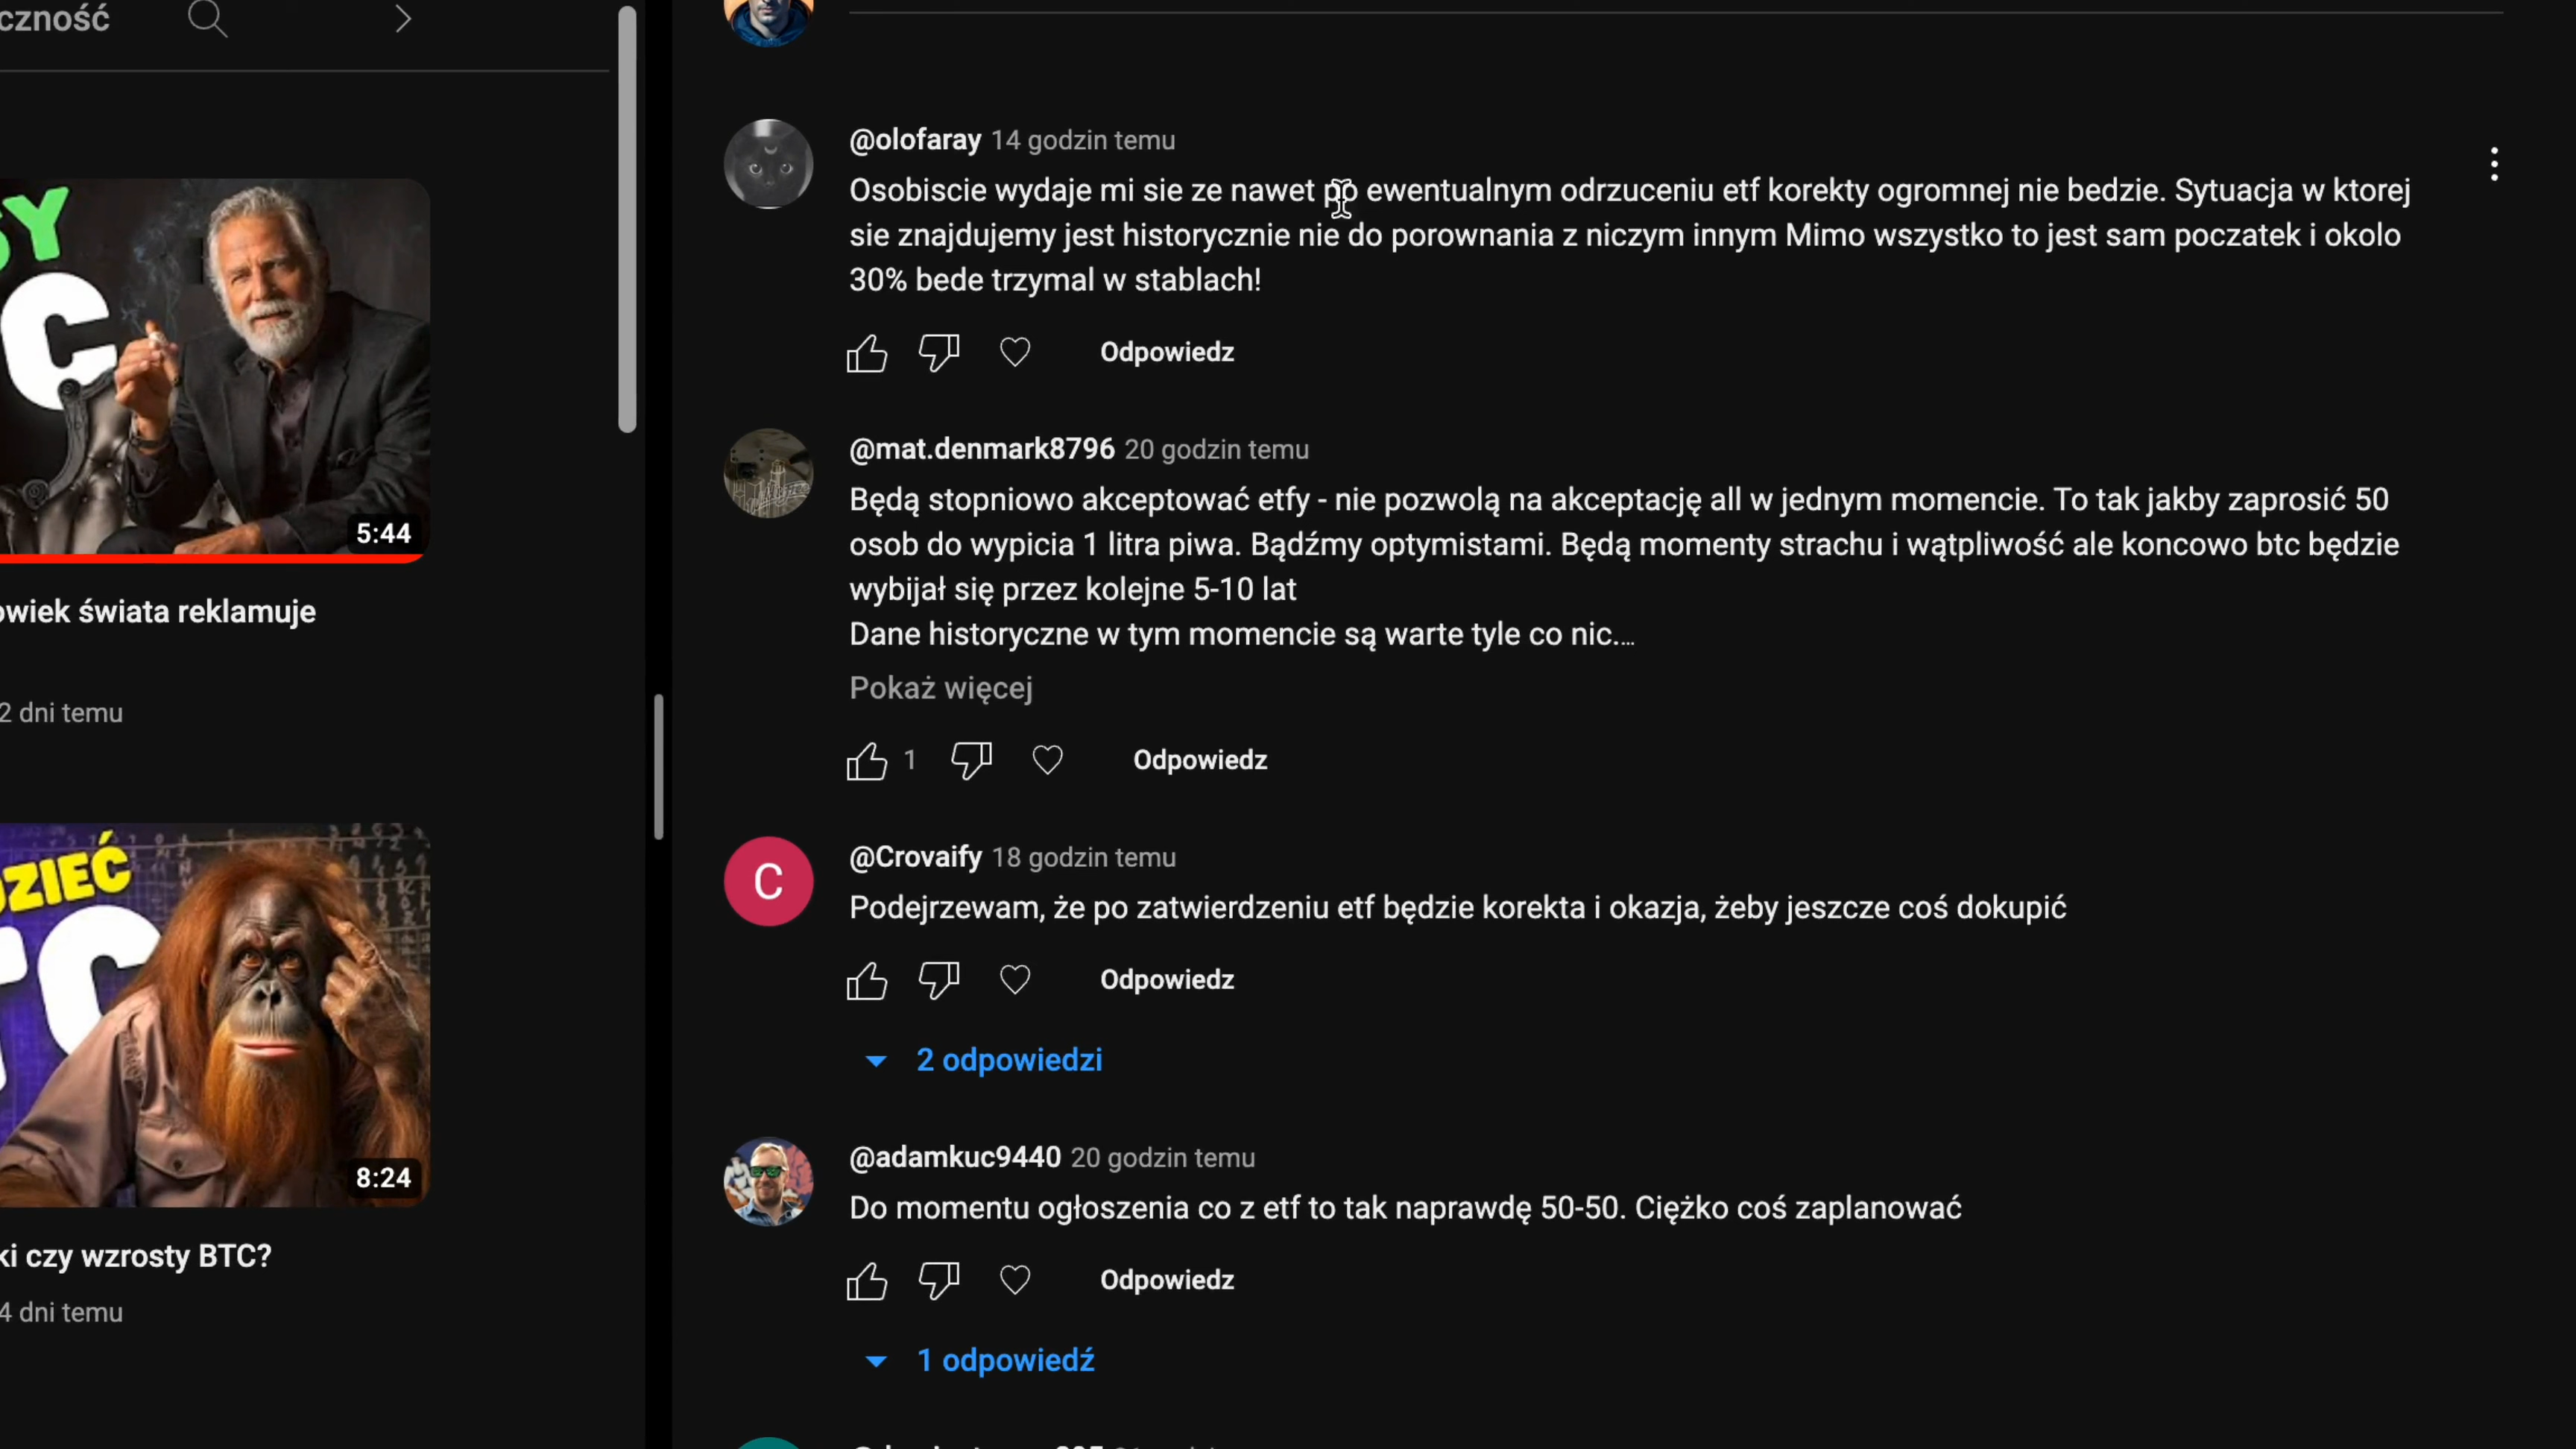 czność
SY
C
5:44
owiek świata reklamuje
2 dni temu
DZIEĆ
TC
8:24
ki czy wzrosty BTC?
4 dni temu
@olofaray 14 godzin temu
Osobiscie wydaje mi sie ze nawet po ewentualnym odrzuceniu etf korekty ogromnej nie bedzie. Sytuacja w ktorej
sie znajdujemy jest historycznie nie do porownania z niczym innym Mimo wszystko to jest sam poczatek i okolo
30% bede trzymal w stablach!
Odpowiedz
@mat.denmark8796 20 godzin temu
Będą stopniowo akceptować etfy - nie pozwolą na akceptację all w jednym momencie. To tak jakby zaprosić 50
osob do wypicia 1 litra piwa. Bądźmy optymistami. Będą momenty strachu i wątpliwość ale koncowo btc będzie
wybijał się przez kolejne 5-10 lat
Dane historyczne w tym momencie są warte tyle co nic....
Pokaż więcej
1 Odpowiedz
C
@Crovaify 18 godzin temu
Podejrzewam, że po zatwierdzeniu etf będzie korekta i okazja, żeby jeszcze coś dokupić
Odpowiedz
2 odpowiedzi
@adamkuc9440 20 godzin temu
Do momentu ogłoszenia co z etf to tak naprawdę 50-50. Ciężko coś zaplanować
Odpowiedz
1 odpowiedź